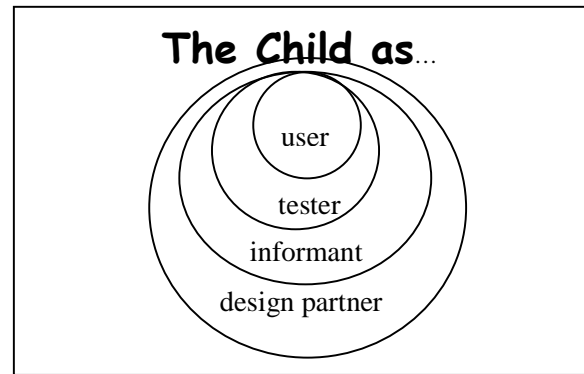 The Child as...
user
tester
informant
design partner